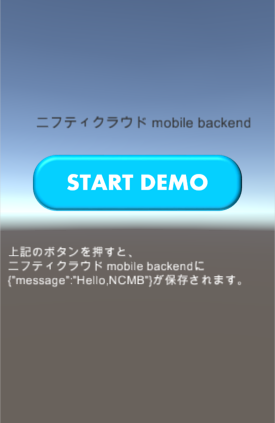 ニフティクラウド mobile backend
START DEMO
上記のボタンを押すと、
ニフティクラウド mobile backendに
{"message":"Hello,NCMB"}が保存されます。